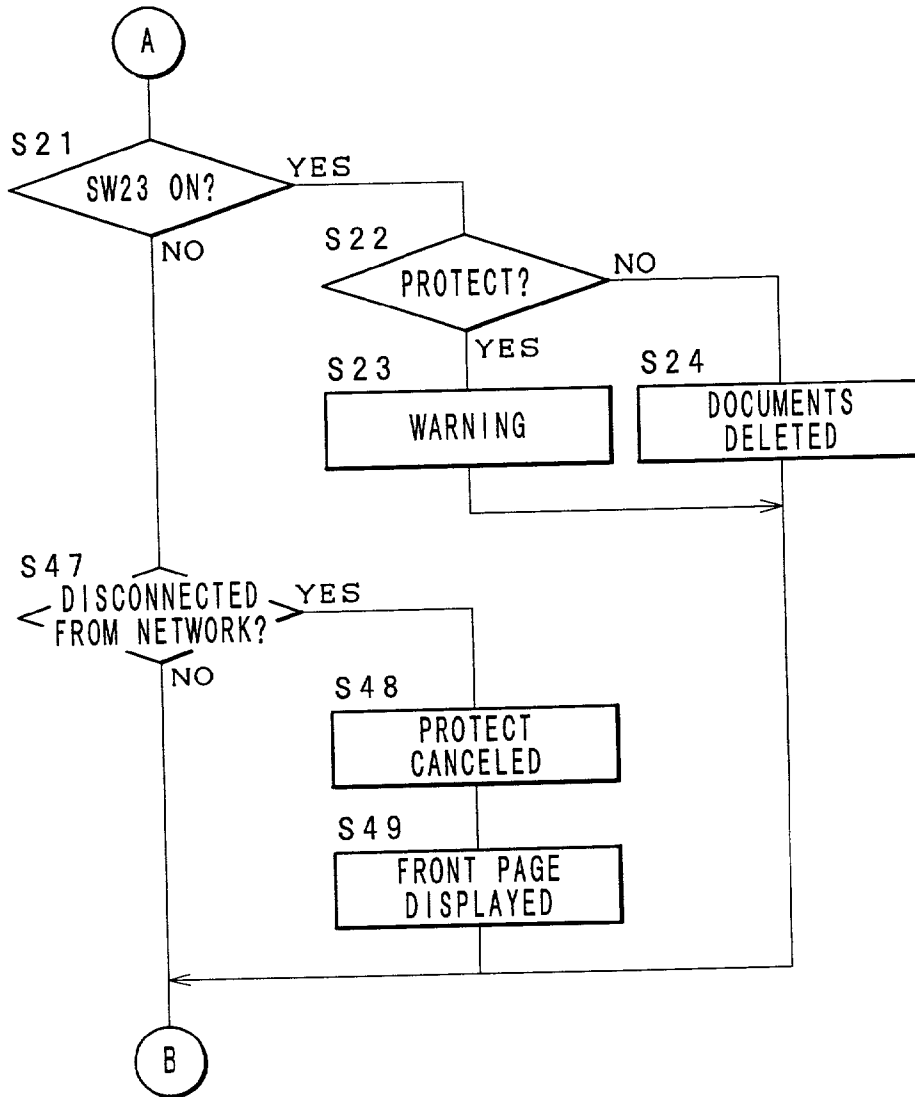 A
S21
SW23 ON?
YES
NO
S22
PROTECT?
NO
YES
S23
WARNING
S24
DOCUMENTS
DELETED
S47
DISCONNECTED
FROM NETWORK?
YES
NO
S48
PROTECT
CANCELED
S49
FRONT PAGE
DISPLAYED
B